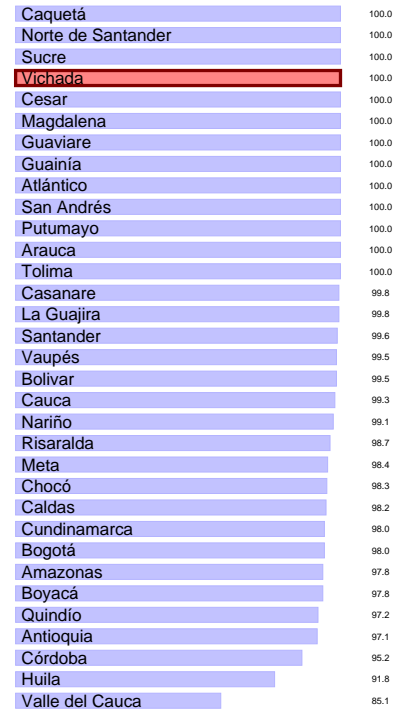 Caquetá 100.0
Norte de Santander 100.0
Sucre 100.0
Vichada 100.0
Cesar 100.0
Magdalena 100.0
Guaviare 100.0
Guainía 100.0
Atlántico 100.0
San Andrés 100.0
Putumayo 100.0
Arauca 100.0
Tolima 100.0
Casanare 99.8
La Guajira 99.8
Santander 99.6
Vaupés 99.5
Bolivar 99.5
Cauca 99.3
Nariño 99.1
Risaralda 98.7
Meta 98.4
Chocó 98.3
Caldas 98.2
Cundinamarca 98.0
Bogotá 98.0
Amazonas 97.8
Boyacá 97.8
Quindío 97.2
Antioquia 97.1
Córdoba 95.2
Huila 91.8
Valle del Cauca 85.1